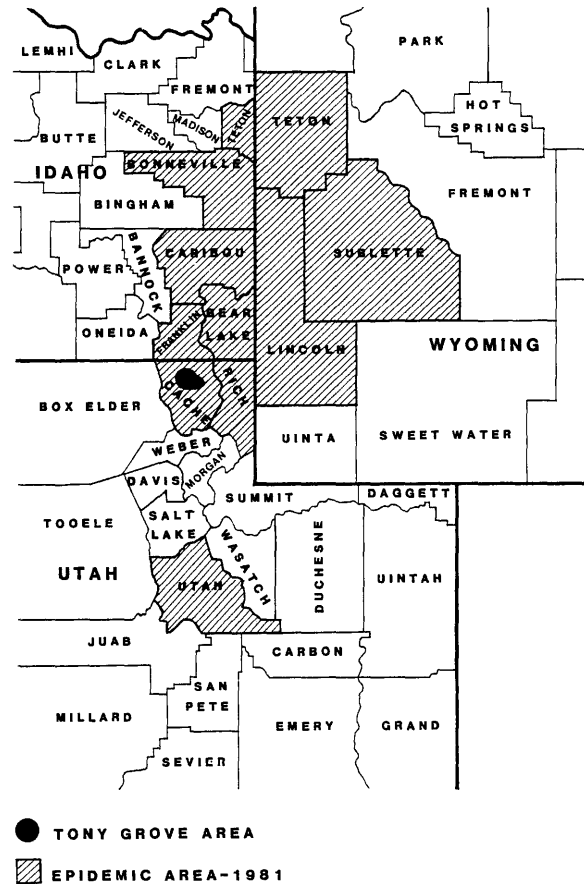 PARK
LEMHI
CLARK
FREMONT
HOT
SPRINGS
JEFFERSON
MADISON
TETON
TETON
BUTTE
IDAHO
BONNEVILLE
FREMONT
BINGHAM
BANNOCK
CARIBOU
SUBLETTE
POWER
FRANKLIN
BEAR
LAKE
ONEIDA
LINCOLN
WYOMING
RICH
CACHE
BOX ELDER
UINTA
SWEET WATER
WEBER
MORGAN
DAVIS
SUMMIT
DAGGETT
SALT
LAKE
TOOELE
WASATCH
DUCHESNE
UTAH
UTAH
UINTAH
JUAB
CARBON
SAN
PETE
MILLARD
EMERY
GRAND
SEVIER
TONY GROVE AREA
EPIDEMIC AREA-1981